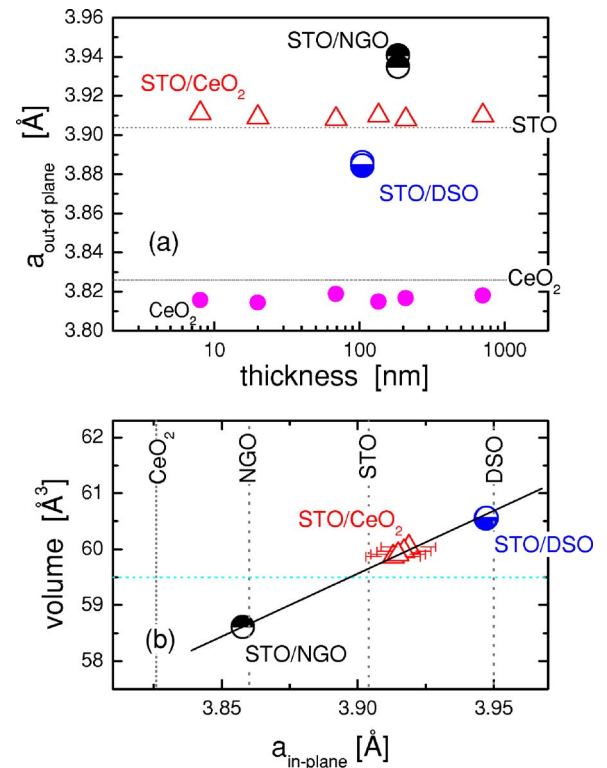 3.96
3.94
3.92
3.90
3.88
3.86
3.84
3.82
3.80
a_out-of plane [Å]
STO/NGO
STO/CeO₂
STO
STO/DSO
(a)
CeO₂
CeO₂
10
100
1000
thickness [nm]
62
61
60
59
58
volume [Å³]
CeO₂
NGO
STO
DSO
STO/CeO₂
STO/DSO
(b)
STO/NGO
3.85
3.90
3.95
a_in-plane [Å]